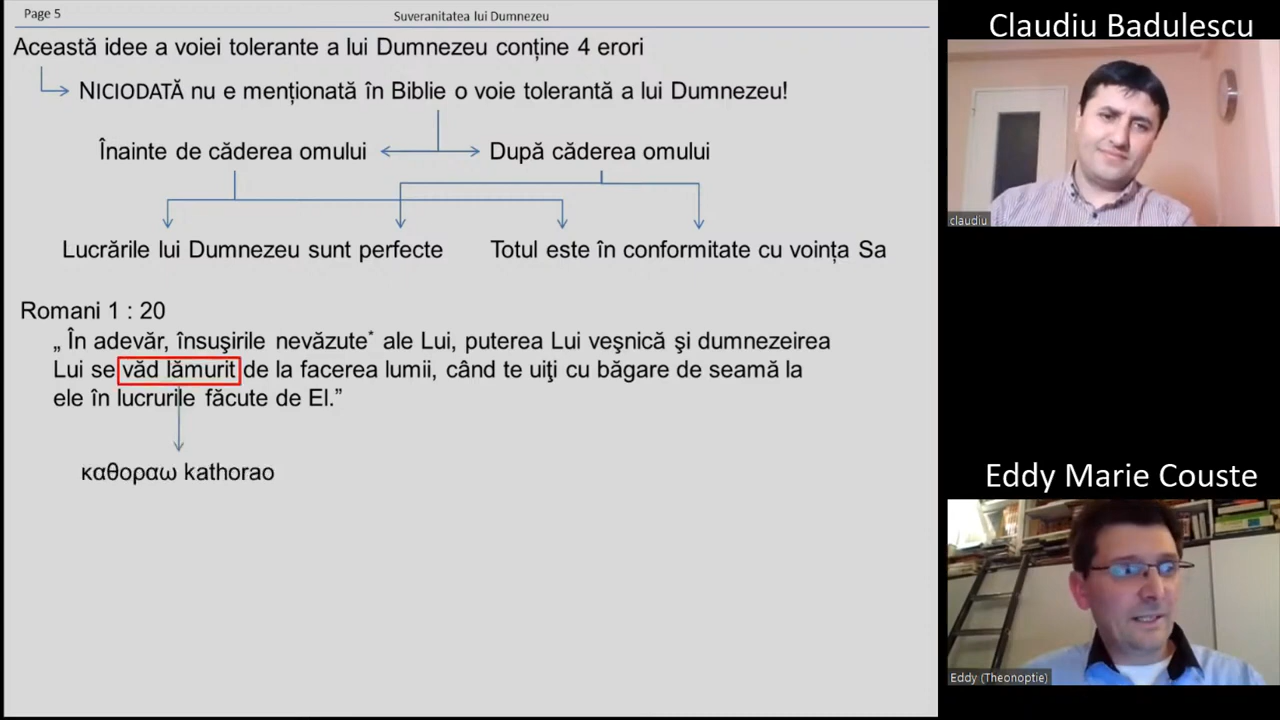 Page 5
Suveranitatea lui Dumnezeu
Această idee a voiei tolerante a lui Dumnezeu conține 4 erori
NICIODATĂ nu e menționată în Biblie o voie tolerantă a lui Dumnezeu!
Înainte de căderea omului
După căderea omului
Lucrările lui Dumnezeu sunt perfecte
Totul este în conformitate cu voința Sa
Romani 1 : 20
„ În adevăr, însuşirile nevăzute* ale Lui, puterea Lui veşnică şi dumnezeirea
Lui se văd lămurit de la facerea lumii, când te uiţi cu băgare de seamă la
ele în lucrurile făcute de El.”
καθοραω kathorao
Claudiu Badulescu
claudiu
Eddy Marie Couste
Eddy (Theonoptie)